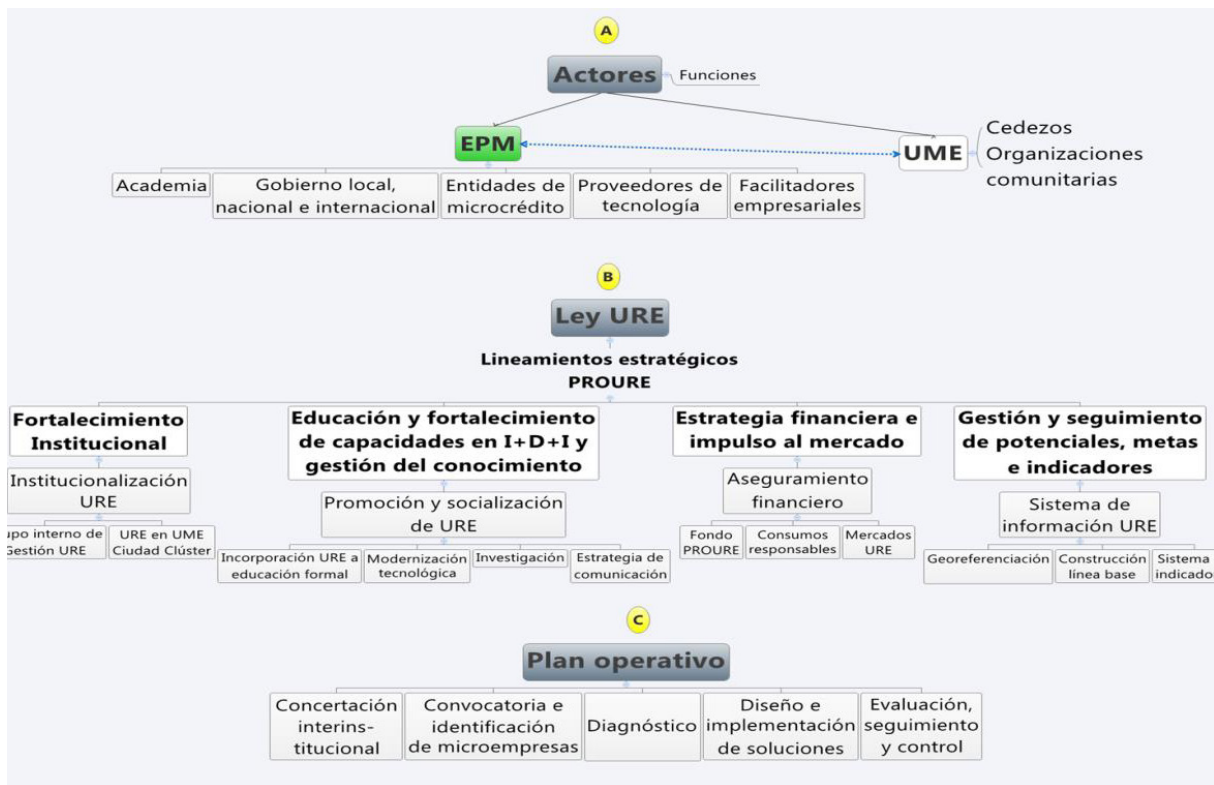 A
Actores
Funciones
EPM
UME
Cedezos
Organizaciones
comunitarias
Academia
Gobierno local,
nacional e internacional
Entidades de
microcrédito
Proveedores de
tecnología
Facilitadores
empresariales
B
Ley URE
Lineamientos estratégicos
PROURE
Fortalecimiento
Institucional
Educación y fortalecimiento
de capacidades en I+D+I y
gestión del conocimiento
Estrategia financiera e
impulso al mercado
Gestión y seguimiento
de potenciales, metas
e indicadores
Institucionalización
URE
Promoción y socialización
de URE
Aseguramiento
financiero
Sistema de
información URE
upo interno de
Gestión URE
URE en UME
Ciudad Clúster
Incorporación URE a
educación formal
Modernización
tecnológica
Investigación
Estrategia de
comunicación
Fondo
PROURE
Consumos
responsables
Mercados
URE
Georeferenciación
Construcción
línea base
Sistema
indicado
C
Plan operativo
Concertación
interins-
titucional
Convocatoria e
identificación
de microempresas
Diagnóstico
Diseño e
implementación
de soluciones
Evaluación,
seguimiento
y control